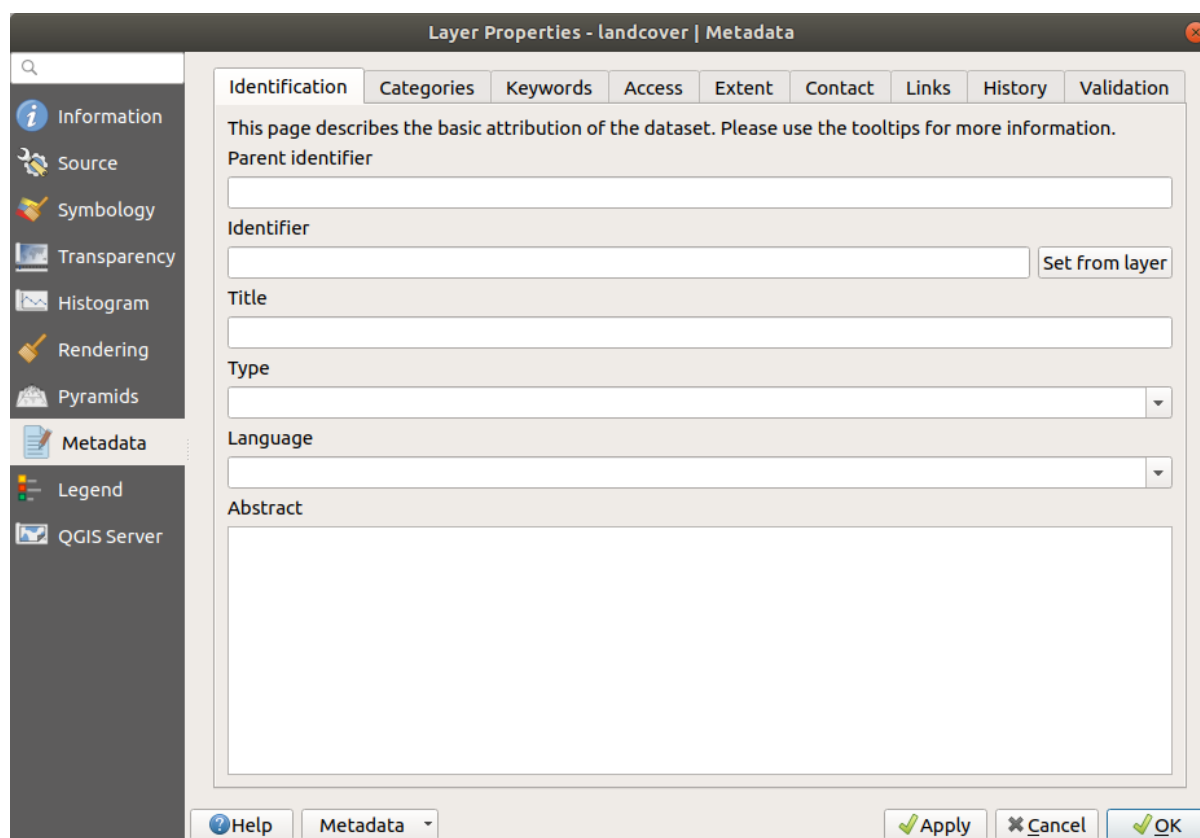 Layer Properties - landcover | Metadata
Information
Source
Symbology
Transparency
Histogram
Rendering
Pyramids
Metadata
Legend
QGIS Server
Identification Categories Keywords Access Extent Contact Links History Validation
This page describes the basic attribution of the dataset. Please use the tooltips for more information.
Parent identifier
Identifier
Set from layer
Title
Type
Language
Abstract
Help Metadata Apply Cancel OK